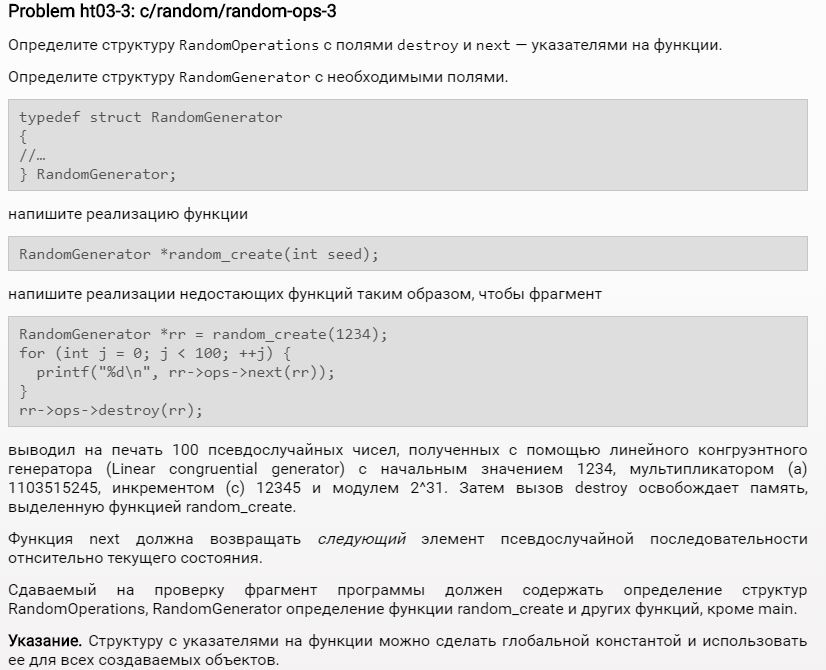 Problem ht03-3: c/random/random-ops-3
Определите структуру RandomOperations с полями destroy и next — указателями на функции.
Определите структуру RandomGenerator с необходимыми полями.
typedef struct RandomGenerator
{
//…
} RandomGenerator;
напишите реализацию функции
RandomGenerator *random_create(int seed);
напишите реализации недостающих функций таким образом, чтобы фрагмент
RandomGenerator *rr = random_create(1234);
for (int j = 0; j < 100; ++j) {
  printf("%d\n", rr->ops->next(rr));
}
rr->ops->destroy(rr);
выводил на печать 100 псевдослучайных чисел, полученных с помощью линейного конгруэнтного
генератора (Linear congruential generator) с начальным значением 1234, мультипликатором (a)
1103515245, инкрементом (c) 12345 и модулем 2^31. Затем вызов destroy освобождает память,
выделенную функцией random_create.
Функция next должна возвращать следующий элемент псевдослучайной последовательности
отнсительно текущего состояния.
Сдаваемый на проверку фрагмент программы должен содержать определение структур
RandomOperations, RandomGenerator определение функции random_create и других функций, кроме main.
Указание. Структуру с указателями на функции можно сделать глобальной константой и использовать
ее для всех создаваемых объектов.